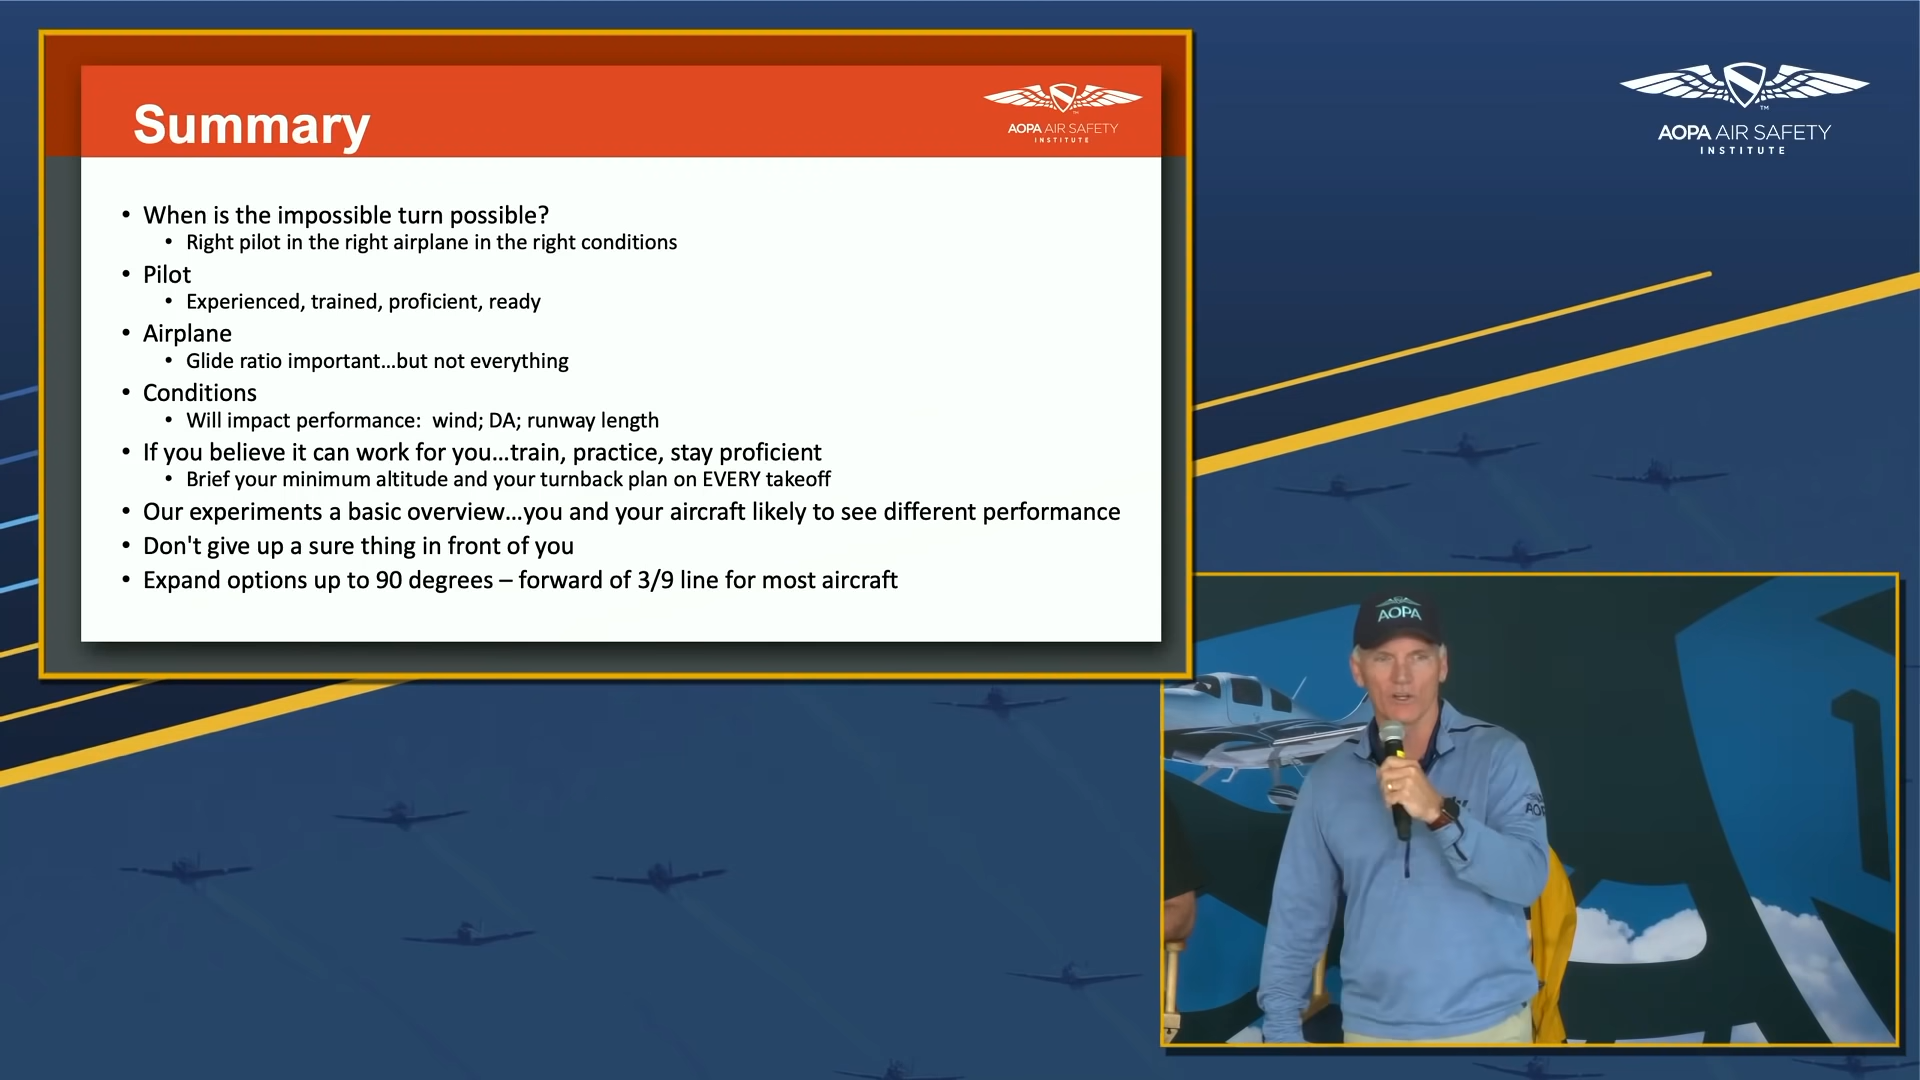 Summary
AOPA AIR SAFETY
INSTITUTE
• When is the impossible turn possible?
• Right pilot in the right airplane in the right conditions
• Pilot
• Experienced, trained, proficient, ready
• Airplane
• Glide ratio important...but not everything
• Conditions
• Will impact performance:  wind; DA; runway length
• If you believe it can work for you...train, practice, stay proficient
• Brief your minimum altitude and your turnback plan on EVERY takeoff
• Our experiments a basic overview...you and your aircraft likely to see different performance
• Don't give up a sure thing in front of you
• Expand options up to 90 degrees – forward of 3/9 line for most aircraft
TM
AOPA AIR SAFETY
INSTITUTE
AOPA